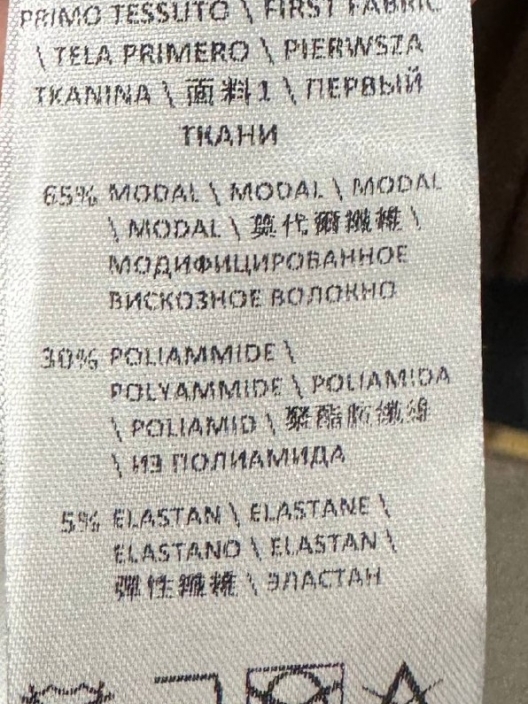 PRIMO TESSUTO \ FIRST FABRIC
\ TELA PRIMERO \ PIERWSZA
TKANINA \ 面料1 \ ПЕРВЫЙ
ТКАНИ
65% MODAL \ MODAL \ MODAL
\ MODAL \ 莫代爾纖維 \
МОДИФИЦИРОВАННОЕ
ВИСКОЗНОЕ ВОЛОКНО
30% POLIAMMIDE \
POLYAMMIDE \ POLIAMIDA
\ POLIAMID \ 聚酯胺纖維
\ ИЗ ПОЛИАМИДА
5% ELASTAN \ ELASTANE \
ELASTANO \ ELASTAN \
彈性纖維 \ ЭЛАСТАН